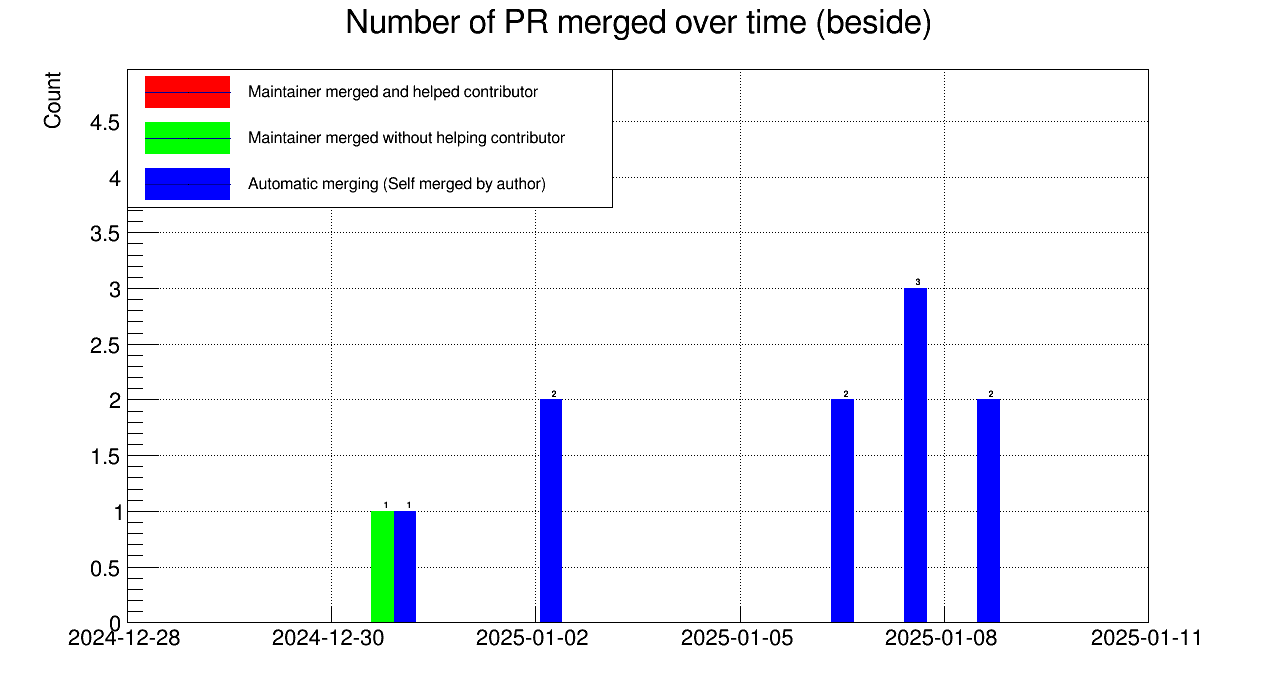 Number of PR merged over time (beside)
Count
Maintainer merged and helped contributor
Maintainer merged without helping contributor
Automatic merging (Self merged by author)
4.5
4
3.5
3
2.5
2
1.5
1
0.5
0
3
2
2
2
1 1
2024-12-28 2024-12-30 2025-01-02 2025-01-05 2025-01-08 2025-01-11